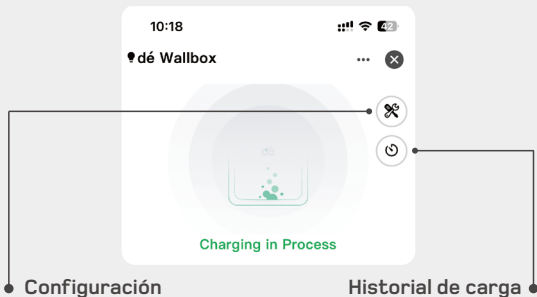 10:18
42
dé Wallbox
Charging in Process
Configuración
Historial de carga